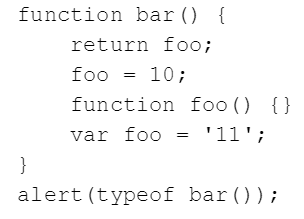 function bar() {
    return foo;
    foo = 10;
    function foo() {}
    var foo = '11';
}
alert(typeof bar());